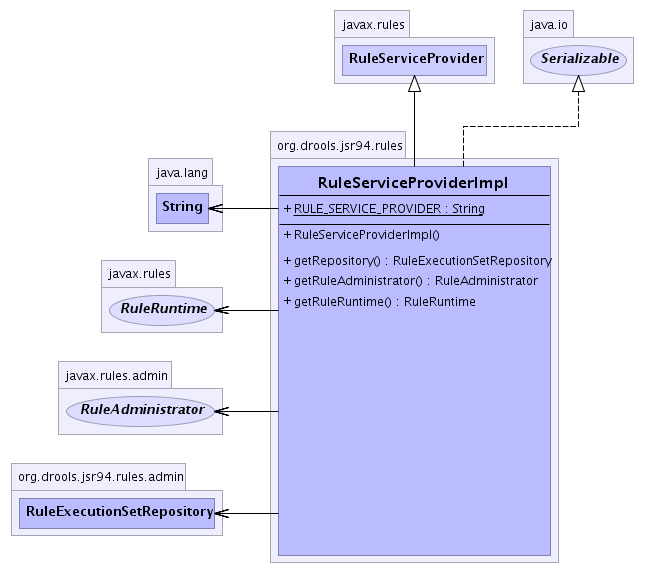 javax.rules
RuleServiceProvider
java.io
Serializable
org.drools.jsr94.rules
RuleServiceProviderImpl
+ RULE_SERVICE_PROVIDER : String
+ RuleServiceProviderImpl()
+ getRepository() : RuleExecutionSetRepository
+ getRuleAdministrator() : RuleAdministrator
+ getRuleRuntime() : RuleRuntime
java.lang
String
javax.rules
RuleRuntime
javax.rules.admin
RuleAdministrator
org.drools.jsr94.rules.admin
RuleExecutionSetRepository